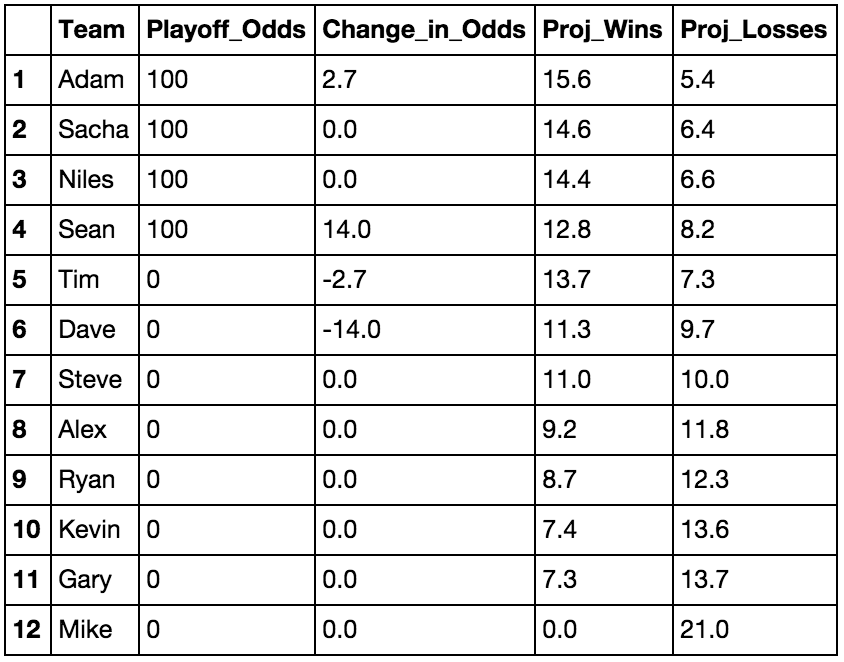 Team Playoff_Odds Change_in_Odds Proj_Wins Proj_Losses
1 Adam 100 2.7 15.6 5.4
2 Sacha 100 0.0 14.6 6.4
3 Niles 100 0.0 14.4 6.6
4 Sean 100 14.0 12.8 8.2
5 Tim 0 -2.7 13.7 7.3
6 Dave 0 -14.0 11.3 9.7
7 Steve 0 0.0 11.0 10.0
8 Alex 0 0.0 9.2 11.8
9 Ryan 0 0.0 8.7 12.3
10 Kevin 0 0.0 7.4 13.6
11 Gary 0 0.0 7.3 13.7
12 Mike 0 0.0 0.0 21.0